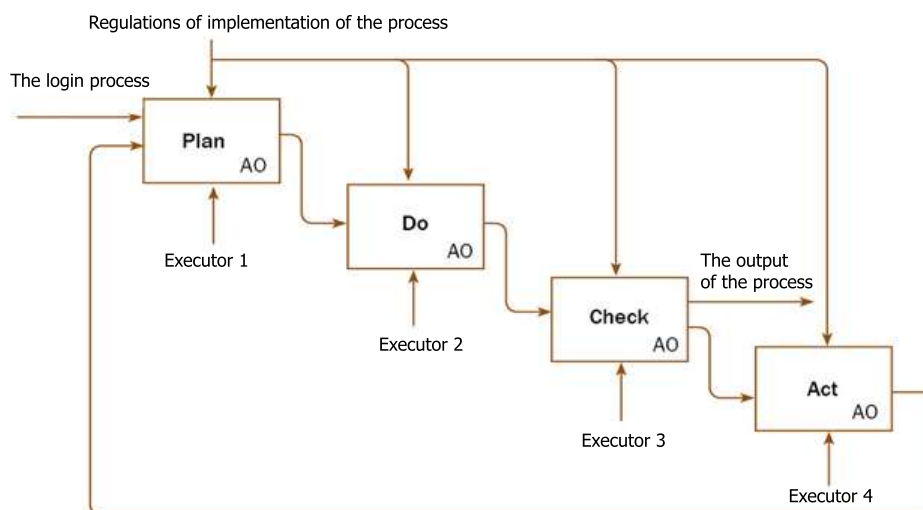 Regulations of implementation of the process
The login process
Plan
AO
Executor 1
Do
AO
Executor 2
The output
of the process
Check
AO
Executor 3
Act
AO
Executor 4